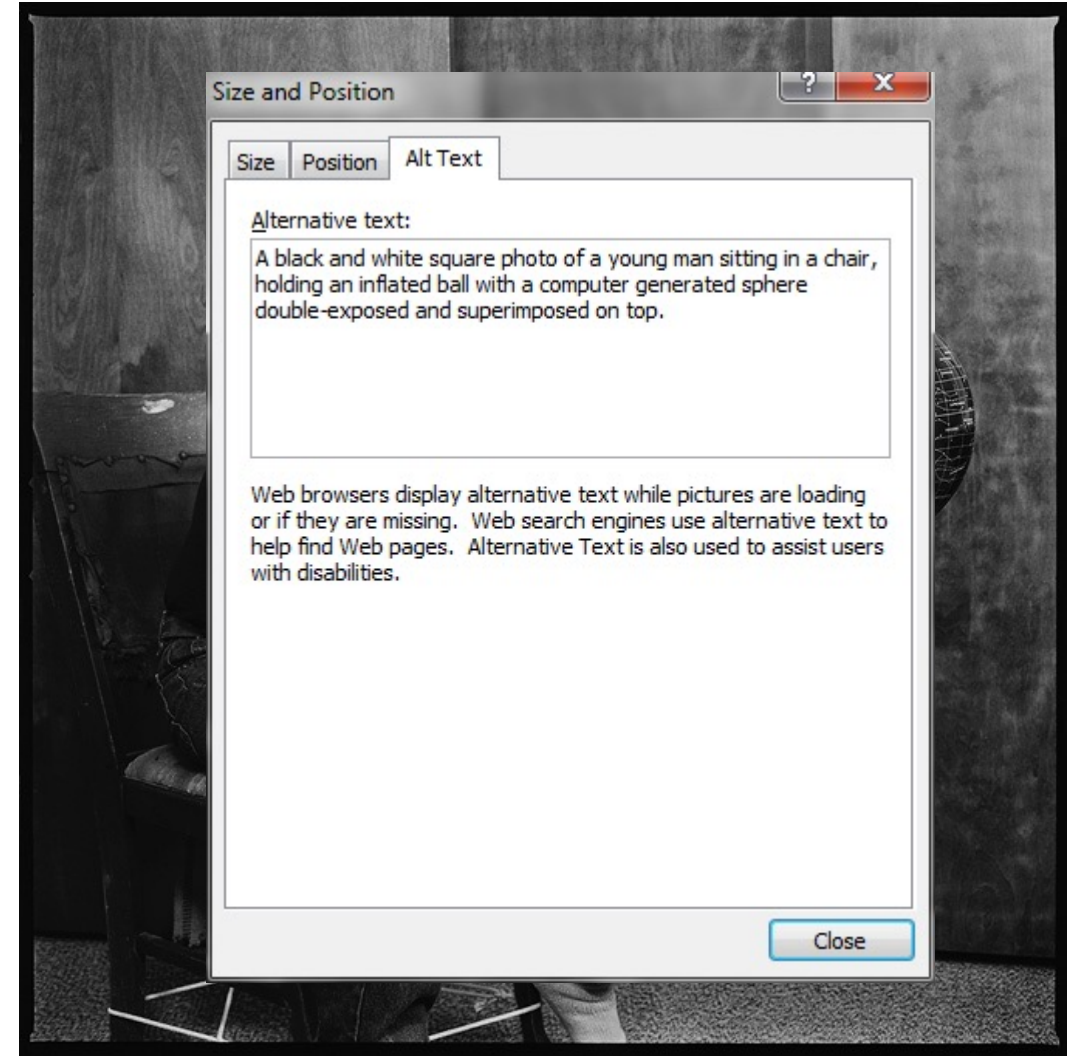 Size and Position
?
X
Size
Position
Alt Text
Alternative text:
A black and white square photo of a young man sitting in a chair,
holding an inflated ball with a computer generated sphere
double-exposed and superimposed on top.
Web browsers display alternative text while pictures are loading
or if they are missing.  Web search engines use alternative text to
help find Web pages.  Alternative Text is also used to assist users
with disabilities.
Close